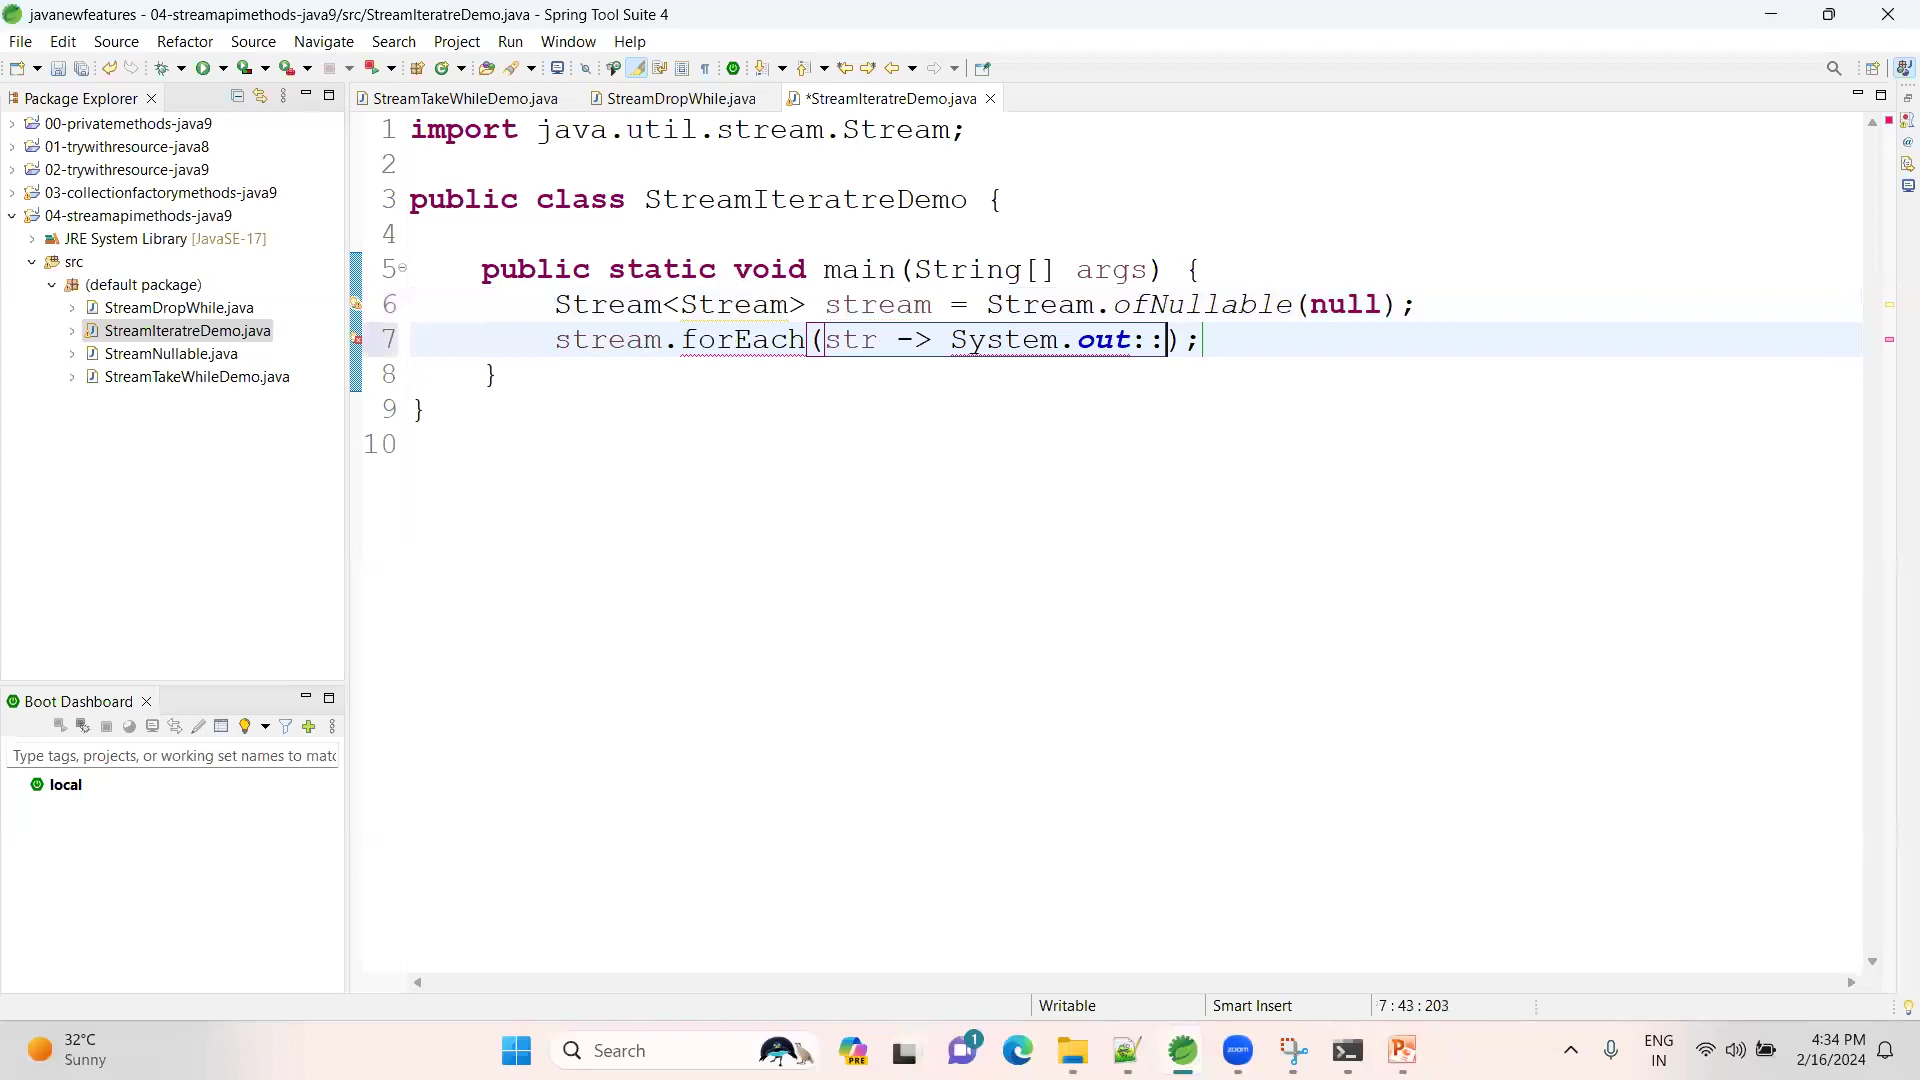 javanewfeatures - 04-streamapimethods-java9/src/StreamIteratreDemo.java - Spring Tool Suite 4
File Edit Source Refactor Source Navigate Search Project Run Window Help
Package Explorer
StreamTakeWhileDemo.java StreamDropWhile.java *StreamIteratreDemo.java
00-privatemethods-java9
01-trywithresource-java8
02-trywithresource-java9
03-collectionfactorymethods-java9
04-streamapimethods-java9
JRE System Library [JavaSE-17]
src
(default package)
StreamDropWhile.java
StreamIteratreDemo.java
StreamNullable.java
StreamTakeWhileDemo.java
1 import java.util.stream.Stream;
2
3 public class StreamIteratreDemo {
4
5 public static void main(String[] args) {
6 Stream<Stream> stream = Stream.ofNullable(null);
7 stream.forEach(str -> System.out::);
8 }
9 }
10
Boot Dashboard
Type tags, projects, or working set names to matc
local
Writable Smart Insert 7 : 43 : 203
32°C
Sunny
Search
PRE
1
zoom
ENG
IN
4:34 PM
2/16/2024